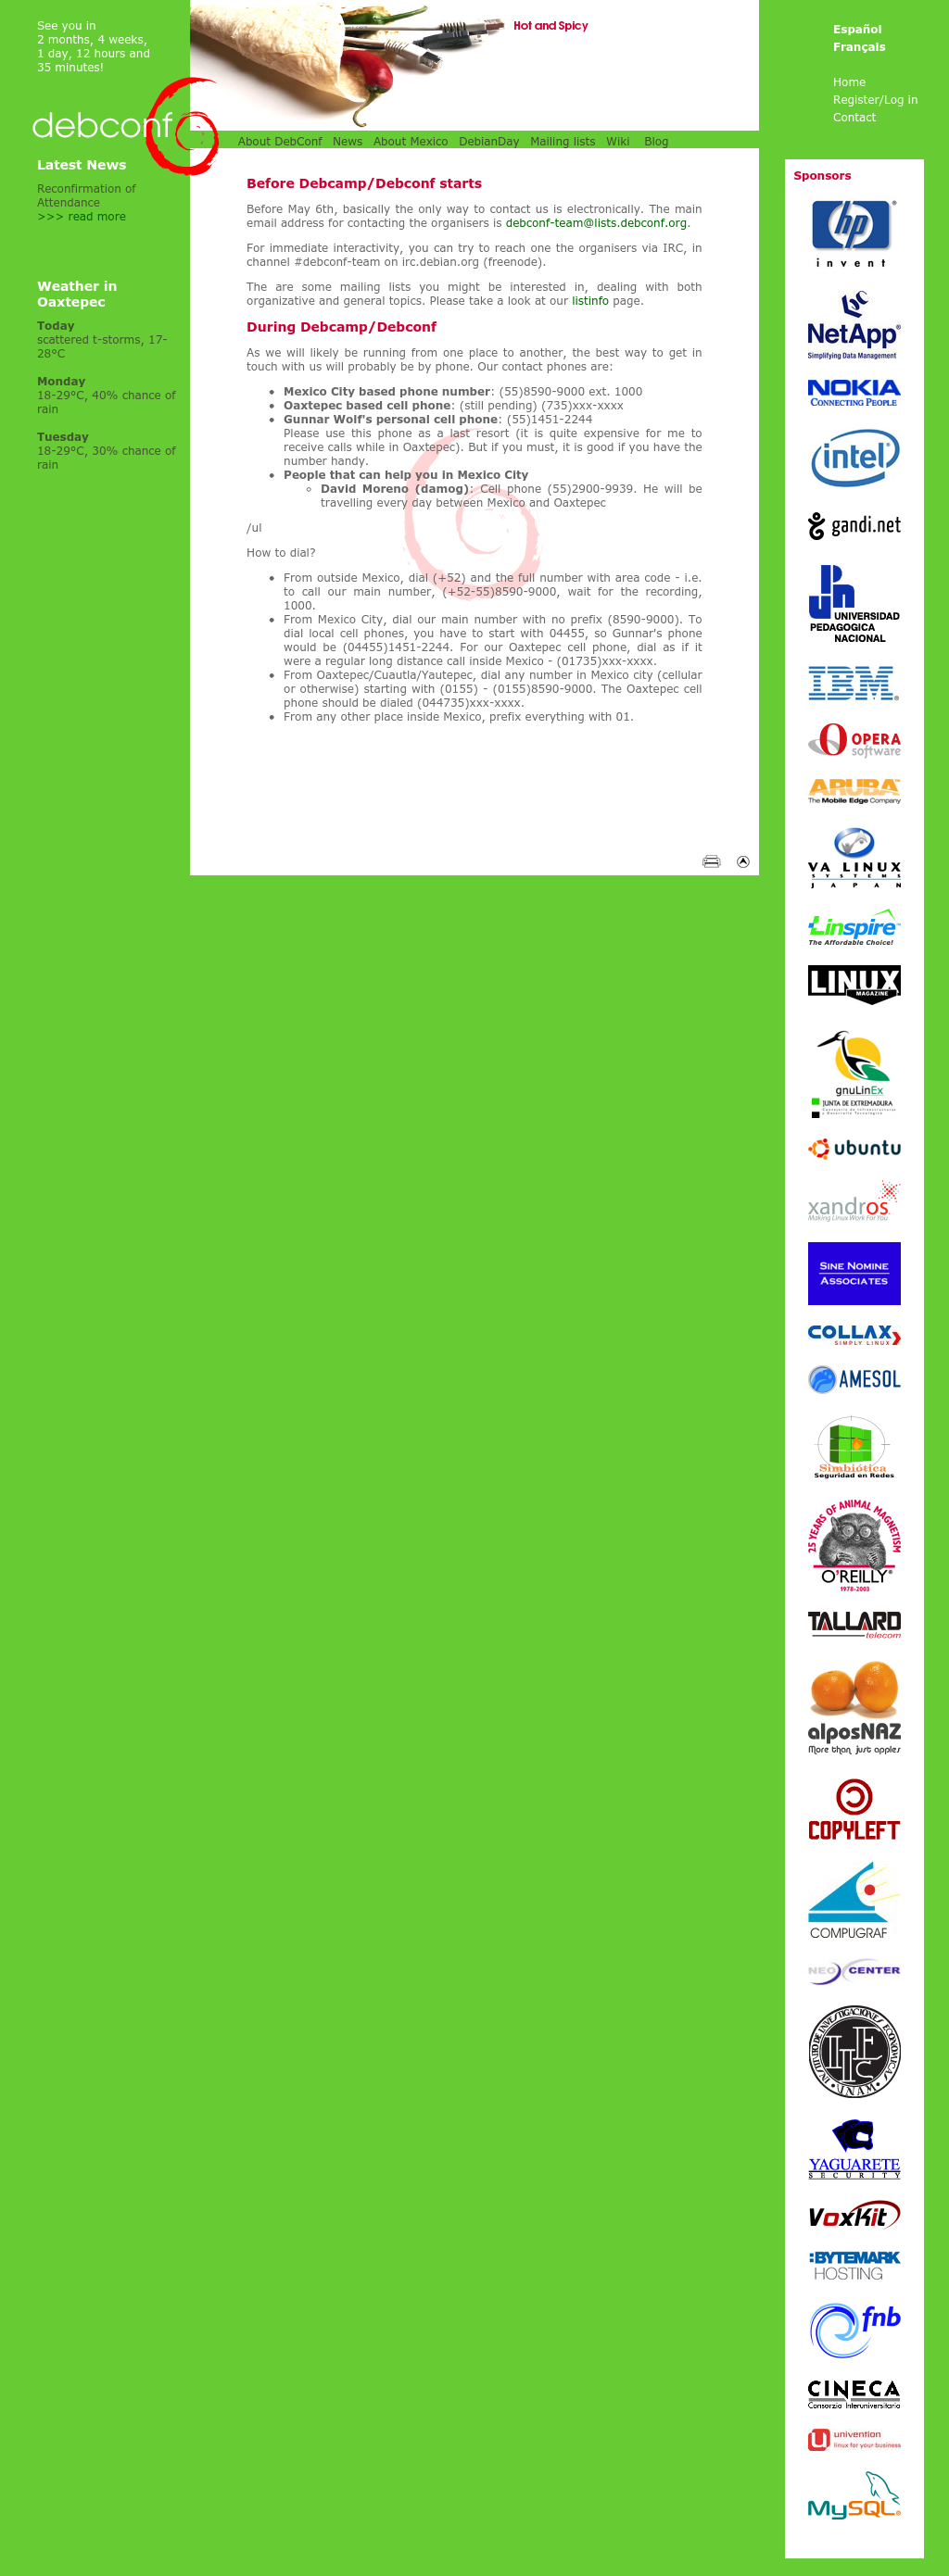 See you in
2 months, 4 weeks,
1 day, 12 hours and
35 minutes!
debconf
Latest News
Reconfirmation of
Attendance
>>> read more
Weather in
Oaxtepec
Today
scattered t-storms, 17-
28ºC
Monday
18-29ºC, 40% chance of
rain
Tuesday
18-29ºC, 30% chance of
rain
Hot and Spicy
About DebConf News About Mexico DebianDay Mailing lists Wiki Blog
Before Debcamp/Debconf starts
Before May 6th, basically the only way to contact us is electronically. The main
email address for contacting the organisers is debconf-team@lists.debconf.org.
For immediate interactivity, you can try to reach one the organisers via IRC, in
channel #debconf-team on irc.debian.org (freenode).
The are some mailing lists you might be interested in, dealing with both
organizative and general topics. Please take a look at our listinfo page.
During Debcamp/Debconf
As we will likely be running from one place to another, the best way to get in
touch with us will probably be by phone. Our contact phones are:
Mexico City based phone number: (55)8590-9000 ext. 1000
Oaxtepec based cell phone: (still pending) (735)xxx-xxxx
Gunnar Wolf's personal cell phone: (55)1451-2244
Please use this phone as a last resort (it is quite expensive for me to
receive calls while in Oaxtepec). But if you must, it is good if you have the
number handy.
People that can help you in Mexico City
David Moreno (damog): Cell phone (55)2900-9939. He will be
travelling every day between Mexico and Oaxtepec
/ul
How to dial?
From outside Mexico, dial (+52) and the full number with area code - i.e.
to call our main number, (+52-55)8590-9000, wait for the recording,
1000.
From Mexico City, dial our main number with no prefix (8590-9000). To
dial local cell phones, you have to start with 04455, so Gunnar's phone
would be (04455)1451-2244. For our Oaxtepec cell phone, dial as if it
were a regular long distance call inside Mexico - (01735)xxx-xxxx.
From Oaxtepec/Cuautla/Yautepec, dial any number in Mexico city (cellular
or otherwise) starting with (0155) - (0155)8590-9000. The Oaxtepec cell
phone should be dialed (044735)xxx-xxxx.
From any other place inside Mexico, prefix everything with 01.
Español
Français
Home
Register/Log in
Contact
Sponsors
hp
invent
NetApp
Simplifying Data Management
NOKIA
CONNECTING PEOPLE
intel
gandi.net
UNIVERSIDAD
PEDAGOGICA
NACIONAL
IBM
OPERA
software
ARUBA
The Mobile Edge Company
VA LINUX
SYSTEMS
JAPAN
Linspire
The Affordable Choice!
LINUX
MAGAZINE
gnuLinEx
JUNTA DE EXTREMADURA
ubuntu
xandros
Making Linux Work For You
SINE NOMINE
ASSOCIATES
COLLAX
SIMPLY LINUX
AMESOL
Simbiótica
Seguridad en Redes
25 YEARS OF ANIMAL MAGNETISM
O'REILLY
1978-2003
TALLARD
telecom
alposNAZ
More than just apples
COPYLEFT
COMPUGRAF
NEO CENTER
INSTITUTO DE INVESTIGACIONES ECONOMICAS
UNAM
YAGUARETE
SECURITY
VoxKit
:BYTEMARK
HOSTING
fnb
CINECA
Consorzio Interuniversitario
univention
linux for your business
MySQL